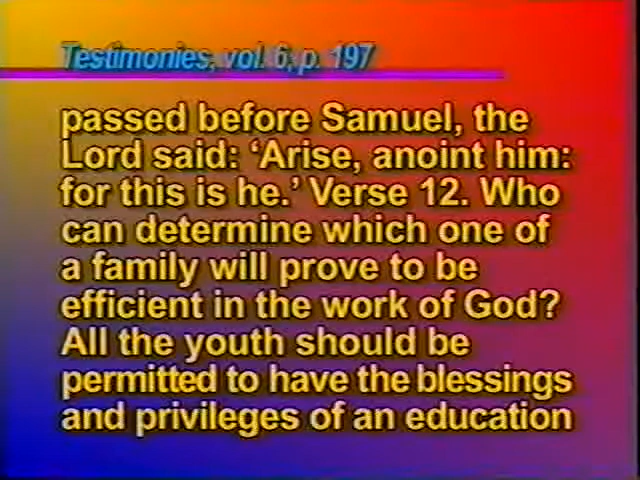 Testimonies, vol. 6, p. 197
passed before Samuel, the
Lord said: ‘Arise, anoint him:
for this is he.’ Verse 12. Who
can determine which one of
a family will prove to be
efficient in the work of God?
All the youth should be
permitted to have the blessings
and privileges of an education